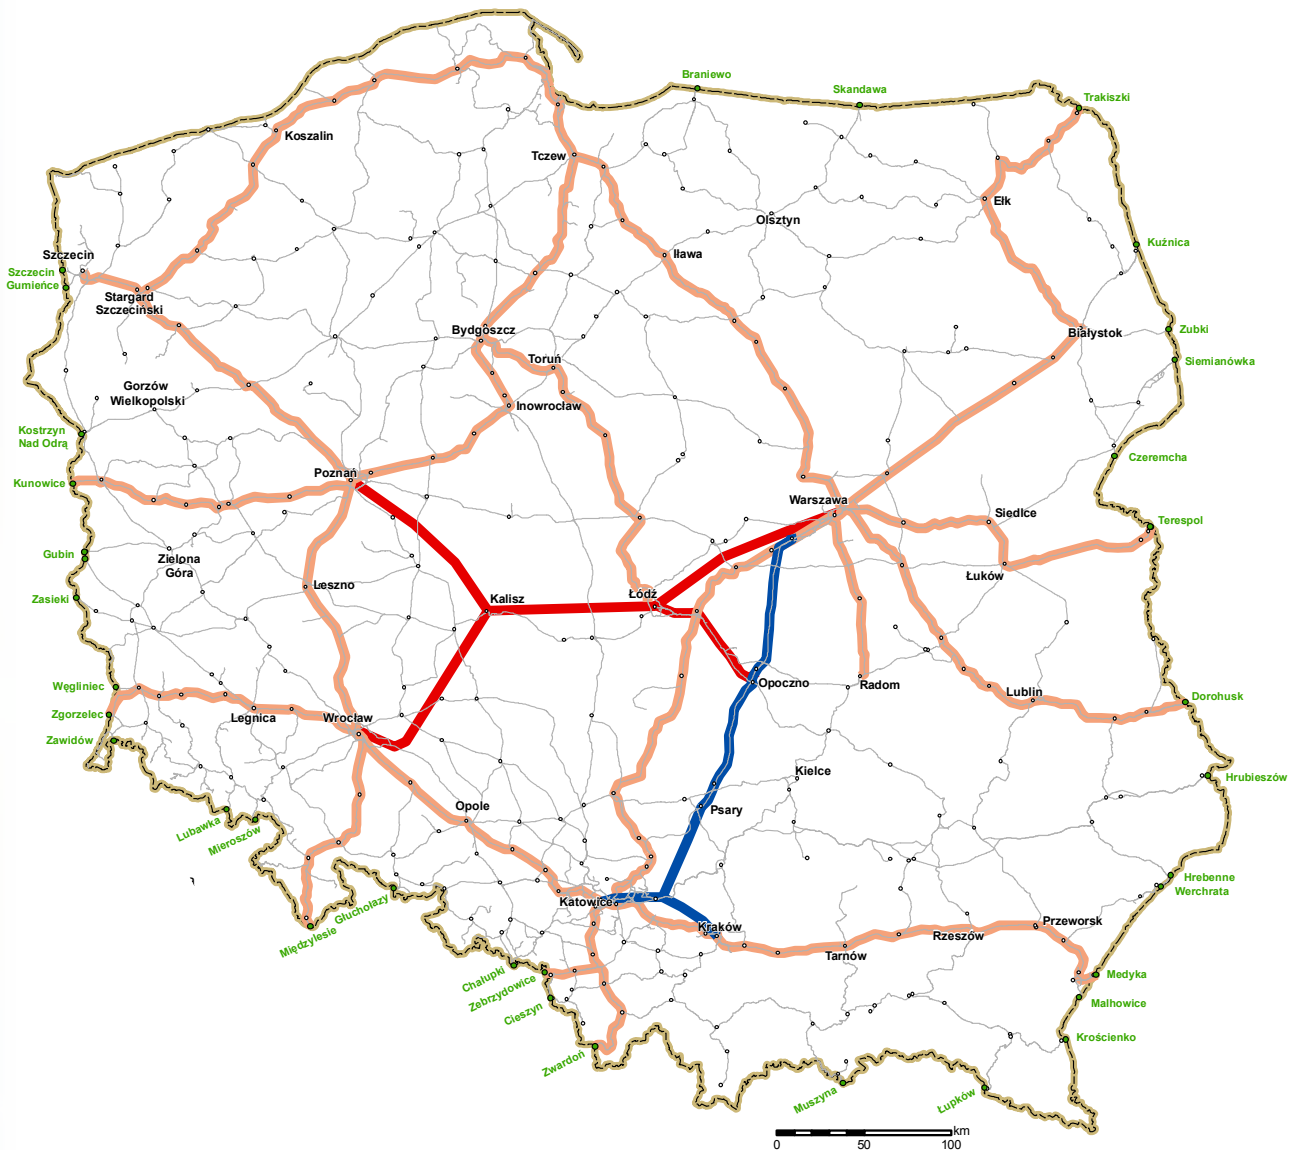 Braniewo
Skandawa
Trakiszki
Koszalin
Tczew
Ełk
Olsztyn
Kuźnica
Szczecin
Iława
Szczecin
Gumieńce
Stargard
Szczeciński
Bydgoszcz
Zubki
Białystok
Toruń
Siemianówka
Gorzów
Wielkopolski
Inowrocław
Kostrzyn
Nad Odrą
Czeremcha
Poznań
Kunowice
Warszawa
Siedlce
Terespol
Gubin
Zielona
Góra
Łuków
Leszno
Zasieki
Kalisz
Łódź
Węgliniec
Opoczno
Radom
Lublin
Dorohusk
Zgorzelec
Legnica
Wrocław
Zawidów
Kielce
Hrubieszów
Opole
Psary
Lubawka
Mieroszów
Hrebenne
Werchrata
Katowice
Głuchołazy
Międzylesie
Kraków
Przeworsk
Rzeszów
Tarnów
Chałupki
Zebrzydowice
Medyka
Cieszyn
Malhowice
Zwardoń
Krościenko
Muszyna
Łupków
km
0
50
100